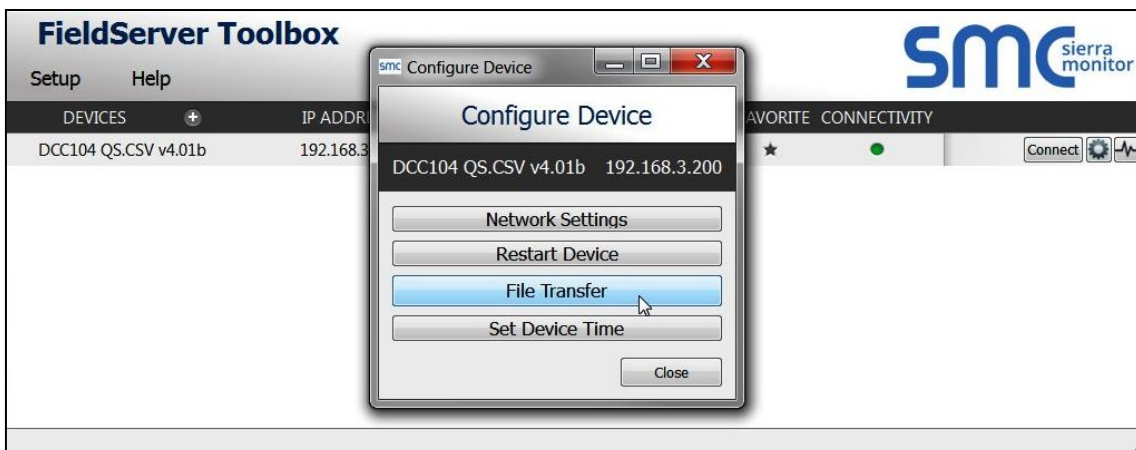 FieldServer Toolbox
smc sierra monitor
Setup Help
DEVICES IP ADDR AVORITE CONNECTIVITY
DCC104 QS.CSV v4.01b 192.168.3 Connect
smc Configure Device
Configure Device
DCC104 QS.CSV v4.01b 192.168.3.200
Network Settings
Restart Device
File Transfer
Set Device Time
Close